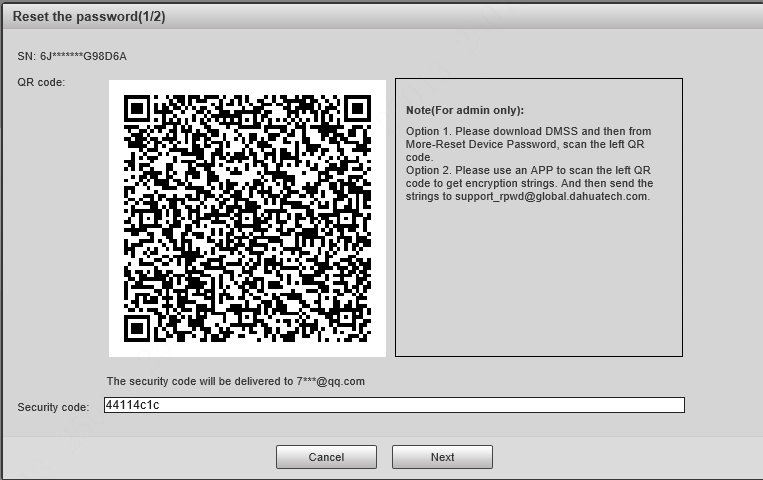 Reset the password(1/2)
SN: 6J*******G98D6A
QR code:
Note(For admin only):
Option 1. Please download DMSS and then from
More-Reset Device Password, scan the left QR
code.
Option 2. Please use an APP to scan the left QR
code to get encryption strings. And then send the
strings to support_rpwd@global.dahuatech.com.
The security code will be delivered to 7***@qq.com
Security code:
44114c1c
Cancel
Next